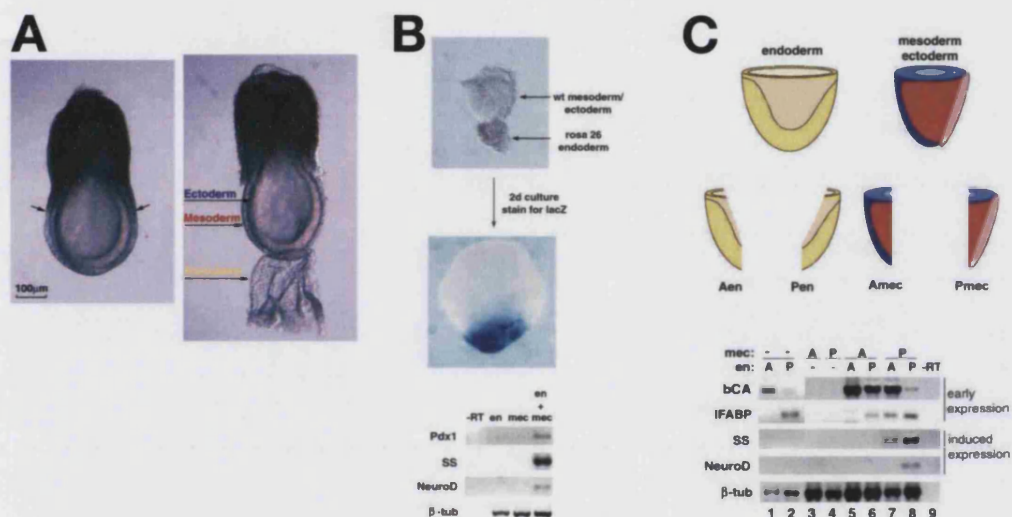 A
Ectoderm
Mesoderm
100μm
B
wt mesoderm/
ectoderm
rosa 26
endoderm
2d culture
stain for lacZ
en
+
-RT en mec mec
Pdx1
SS
NeuroD
β-tub
C
endoderm
mesoderm
ectoderm
Aen
Pen
Amec
Pmec
mec: - - A P A P
en: A P - - A P A P -RT
bCA
IFABP
early
expression
SS
NeuroD
induced
expression
β-tub
1 2 3 4 5 6 7 8 9